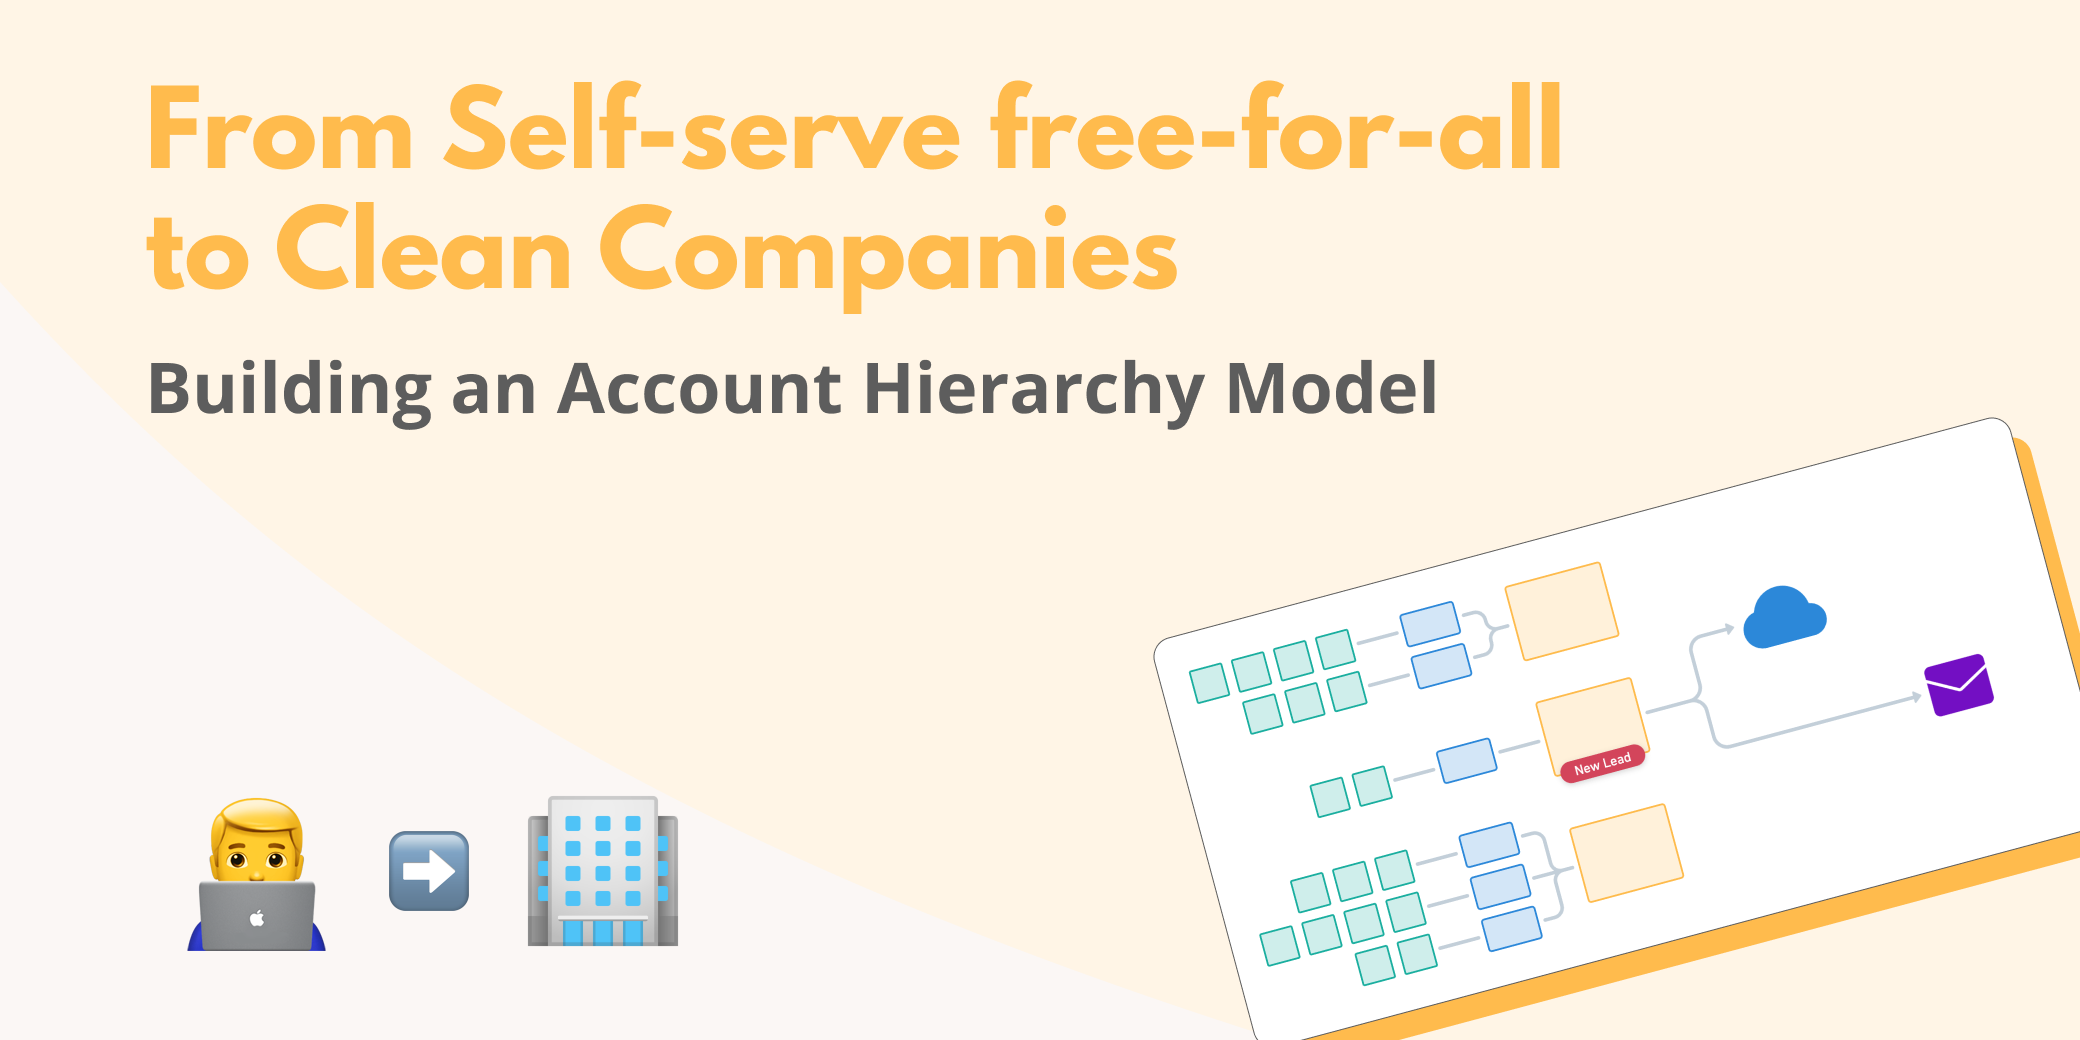 From Self-serve free-for-all
to Clean Companies
Building an Account Hierarchy Model
New Lead